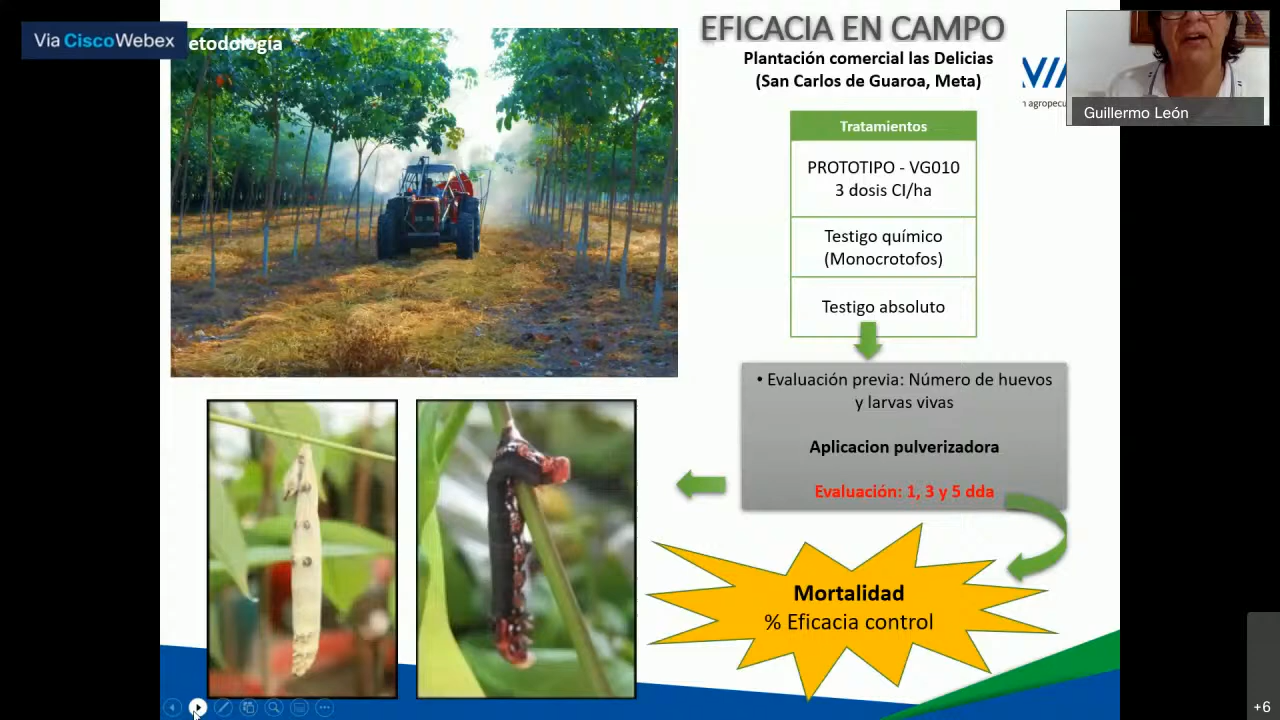 Via CiscoWebex
etodología
EFICACIA EN CAMPO
Plantación comercial las Delicias
(San Carlos de Guaroa, Meta)
n agropecu
Guillermo León
Tratamientos
PROTOTIPO - VG010
3 dosis CI/ha
Testigo químico
(Monocrotofos)
Testigo absoluto
• Evaluación previa: Número de huevos
y larvas vivas
Aplicacion pulverizadora
Evaluación: 1, 3 y 5 dda
Mortalidad
% Eficacia control
+6